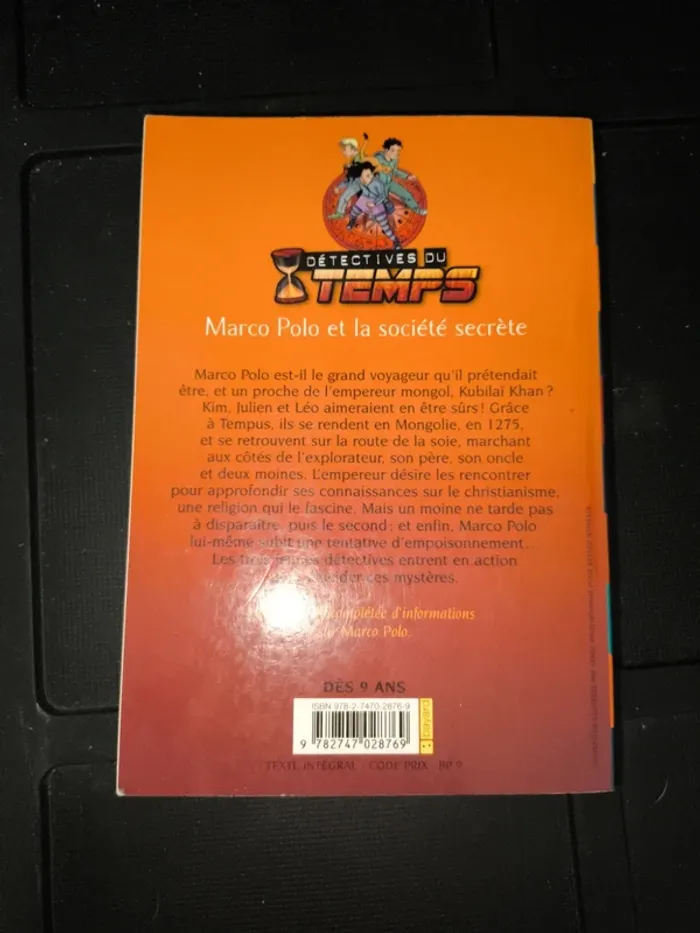 DÉTECTIVES DU
TEMPS
Marco Polo et la société secrète
Marco Polo est-il le grand voyageur qu'il prétendait
être, et un proche de l'empereur mongol, Kubilaï Khan ?
Kim, Julien et Léo aimeraient en être sûrs ! Grâce
à Tempus, ils se rendent en Mongolie, en 1275,
et se retrouvent sur la route de la soie, marchant
aux côtés de l'explorateur, son père, son oncle
et deux moines. L'empereur désire les rencontrer
pour approfondir ses connaissances sur le christianisme,
une religion qui le fascine. Mais un moine ne tarde pas
à disparaître, puis le second ; et enfin, Marco Polo
lui-même subit une tentative d'empoisonnement...
Les trois jeunes détectives entrent en action
ces mystères.
complétée d'informations
sur Marco Polo.
DÈS 9 ANS
ISBN 978-2-7470-2876-9
bayard
9 782747 028769
TEXTE INTÉGRAL - CODE PRIX : BP 9